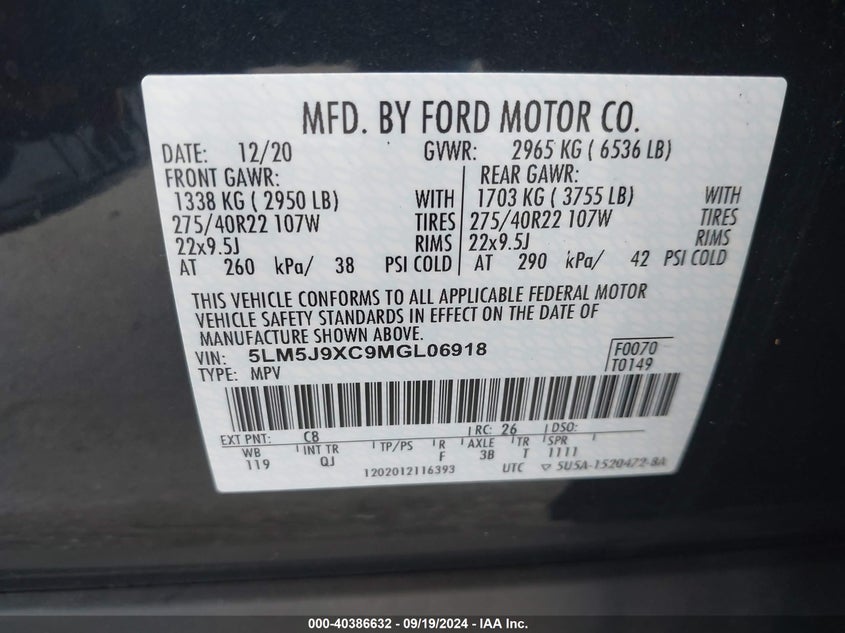 MFD. BY FORD MOTOR CO.
DATE: 12/20 GVWR: 2965 KG ( 6536 LB)
FRONT GAWR: REAR GAWR:
1338 KG ( 2950 LB) WITH 1703 KG ( 3755 LB) WITH
275/40R22 107W TIRES 275/40R22 107W TIRES
22x9.5J RIMS 22x9.5J RIMS
AT 260 kPa/ 38 PSI COLD AT 290 kPa/ 42 PSI COLD
THIS VEHICLE CONFORMS TO ALL APPLICABLE FEDERAL MOTOR
VEHICLE SAFETY STANDARDS IN EFFECT ON THE DATE OF
MANUFACTURE SHOWN ABOVE.
VIN: 5LM5J9XC9MGL06918 F0070
TYPE: MPV T0149
EXT PNT: C8 RC: 26 DSO:
WB INT TR TP/PS R AXLE TR SPR
119 QJ F 3B T 1111
1202012116393 UTC ▽ 5U5A-1520472-BA
000-40386632 - 09/19/2024 - IAA Inc.